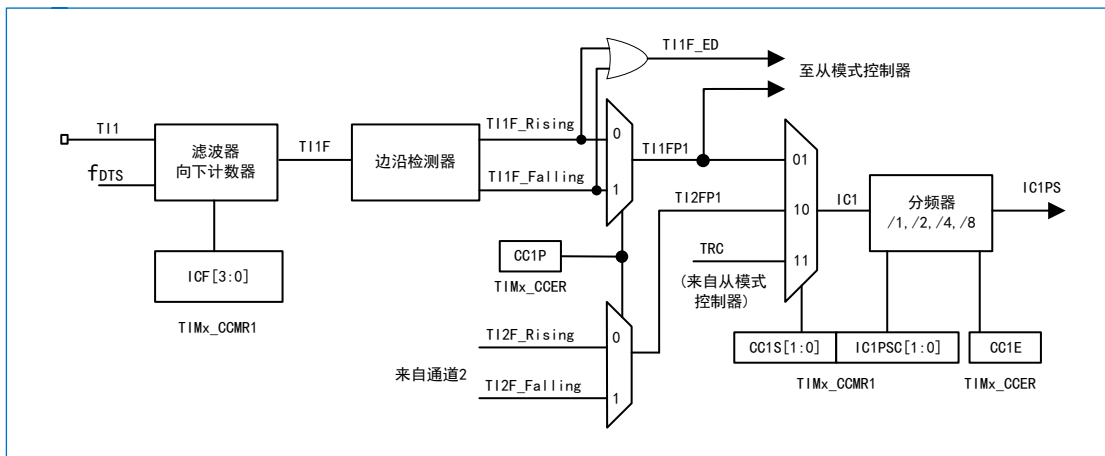 TI1F_ED
至从模式控制器
TI1
fDTS
滤波器
向下计数器
TI1F
边沿检测器
TI1F_Rising
TI1F_Falling
0
1
TI1FP1
TI2FP1
TRC
(来自从模式
控制器)
01
10
11
IC1
分频器
/1,/2,/4,/8
IC1PS
ICF[3:0]
TIMx_CCMR1
CC1P
TIMx_CCER
TI2F_Rising
来自通道2
TI2F_Falling
0
1
CC1S[1:0]
IC1PSC[1:0]
CC1E
TIMx_CCMR1
TIMx_CCER